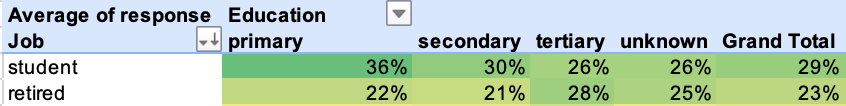 Average of response Education
Job primary secondary tertiary unknown Grand Total
student 36% 30% 26% 26% 29%
retired 22% 21% 28% 25% 23%